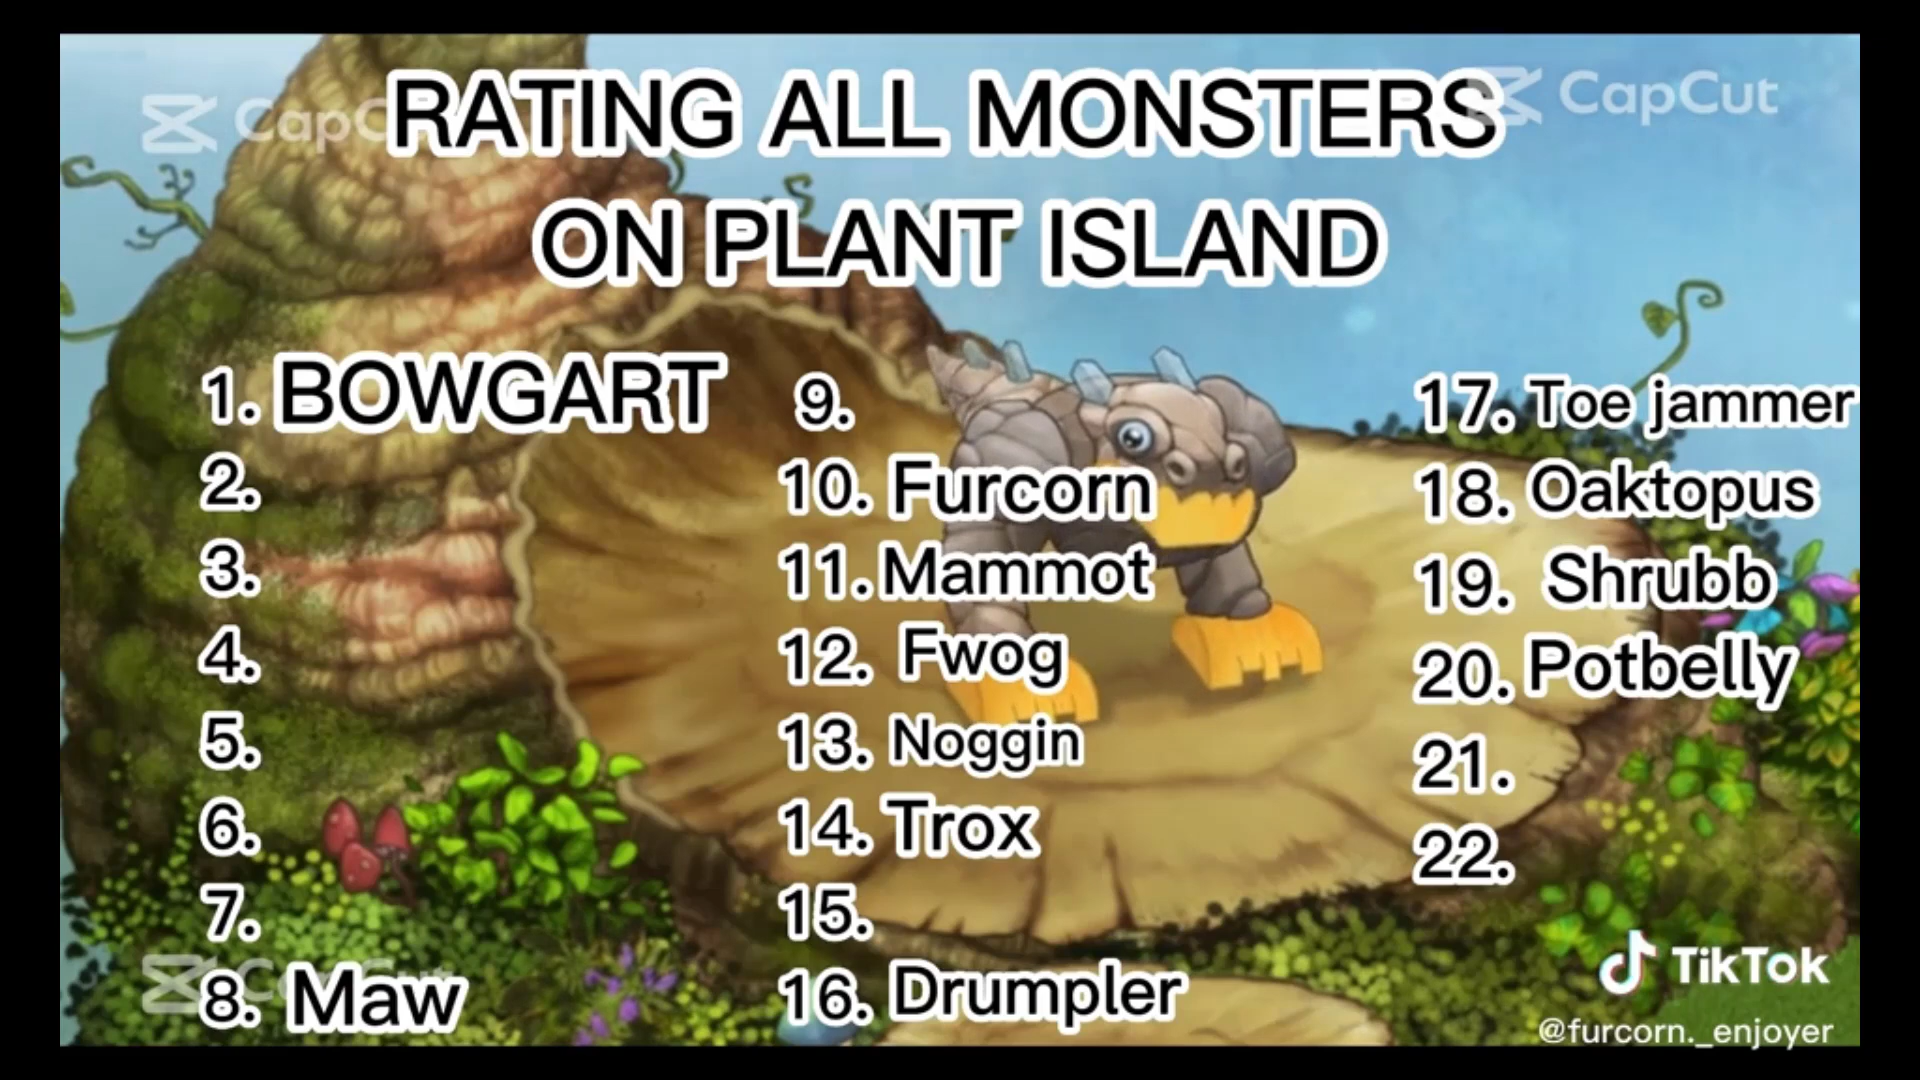 RATING ALL MONSTERS
ON PLANT ISLAND
CapCut
CapCut
1. BOWGART
2.
3.
4.
5.
6.
7.
8. Maw
9.
10. Furcorn
11. Mammot
12. Fwog
13. Noggin
14. Trox
15.
16. Drumpler
17. Toe jammer
18. Oaktopus
19. Shrubb
20. Potbelly
21.
22.
CapCut
TikTok
@furcorn._enjoyer